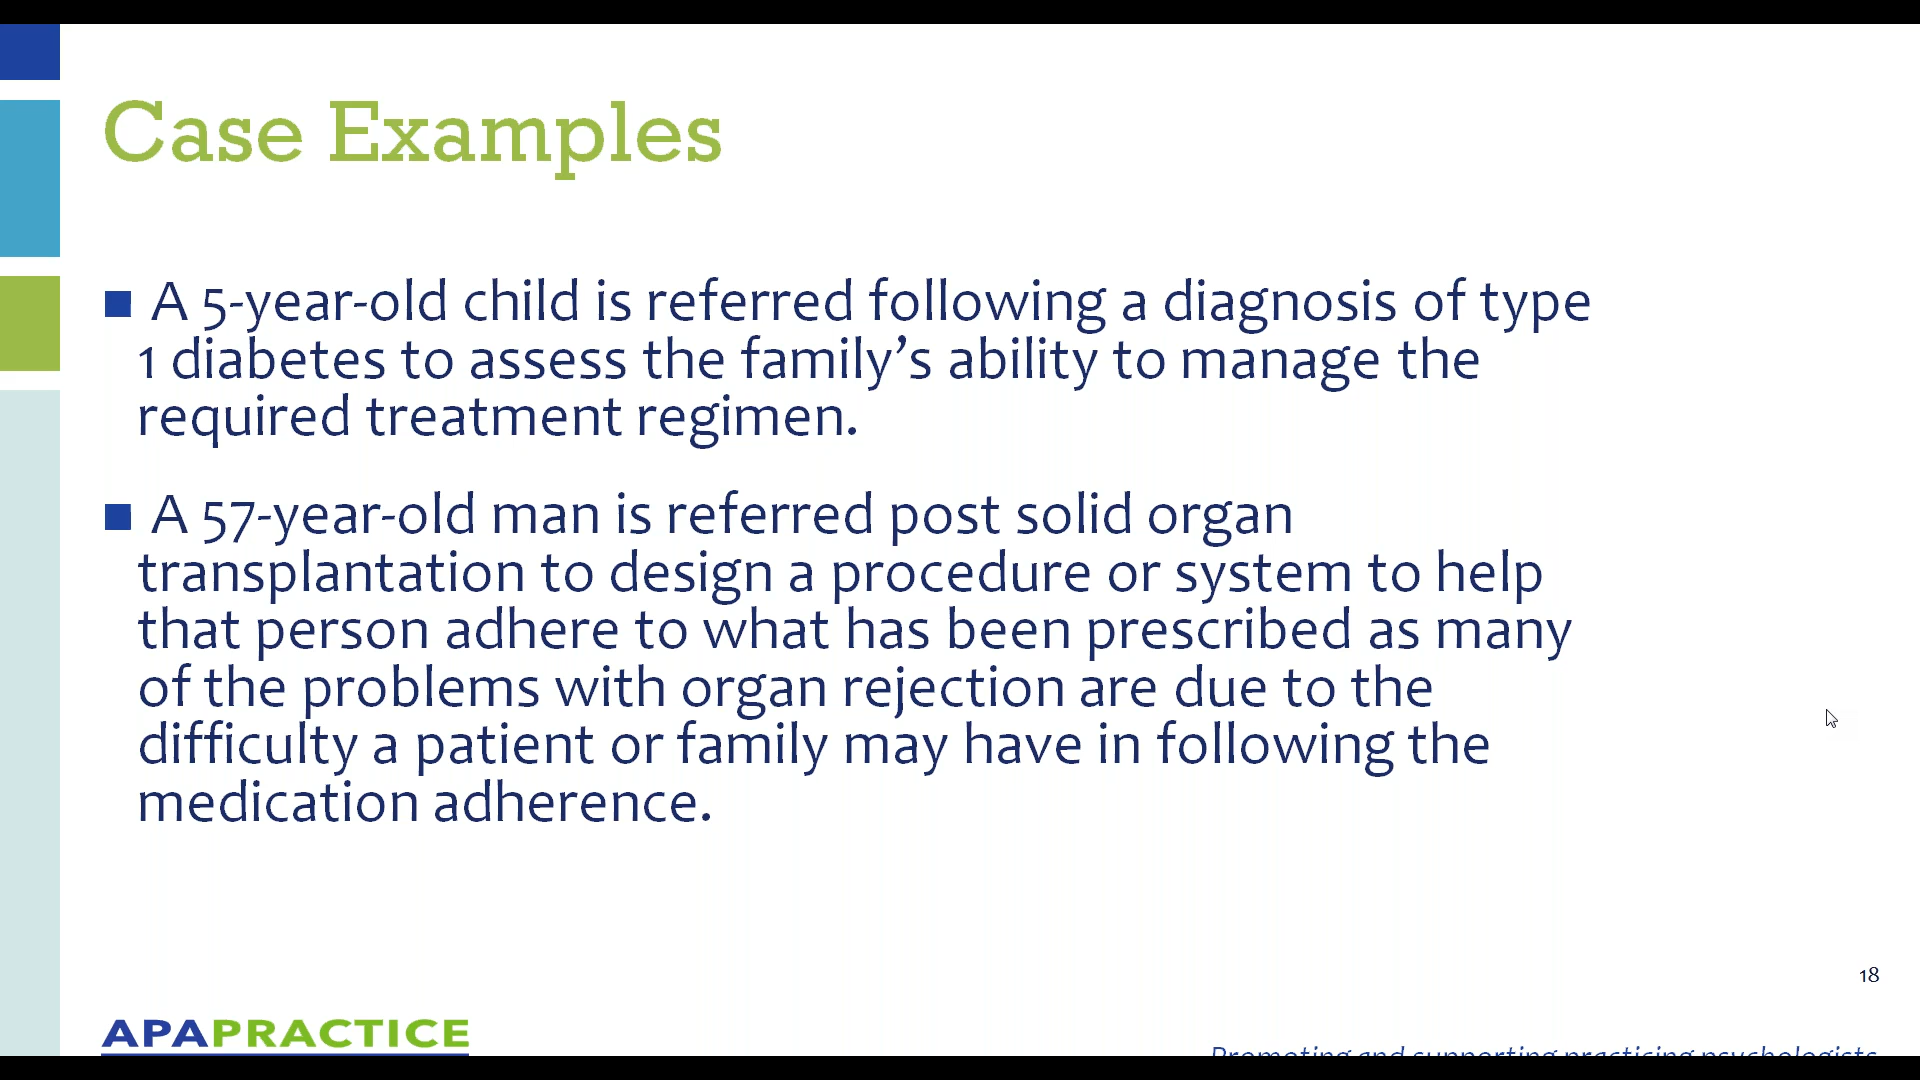 Case Examples
A 5-year-old child is referred following a diagnosis of type
1 diabetes to assess the family’s ability to manage the
required treatment regimen.
A 57-year-old man is referred post solid organ
transplantation to design a procedure or system to help
that person adhere to what has been prescribed as many
of the problems with organ rejection are due to the
difficulty a patient or family may have in following the
medication adherence.
18
APAPRACTICE
Promoting and supporting practicing psychologists